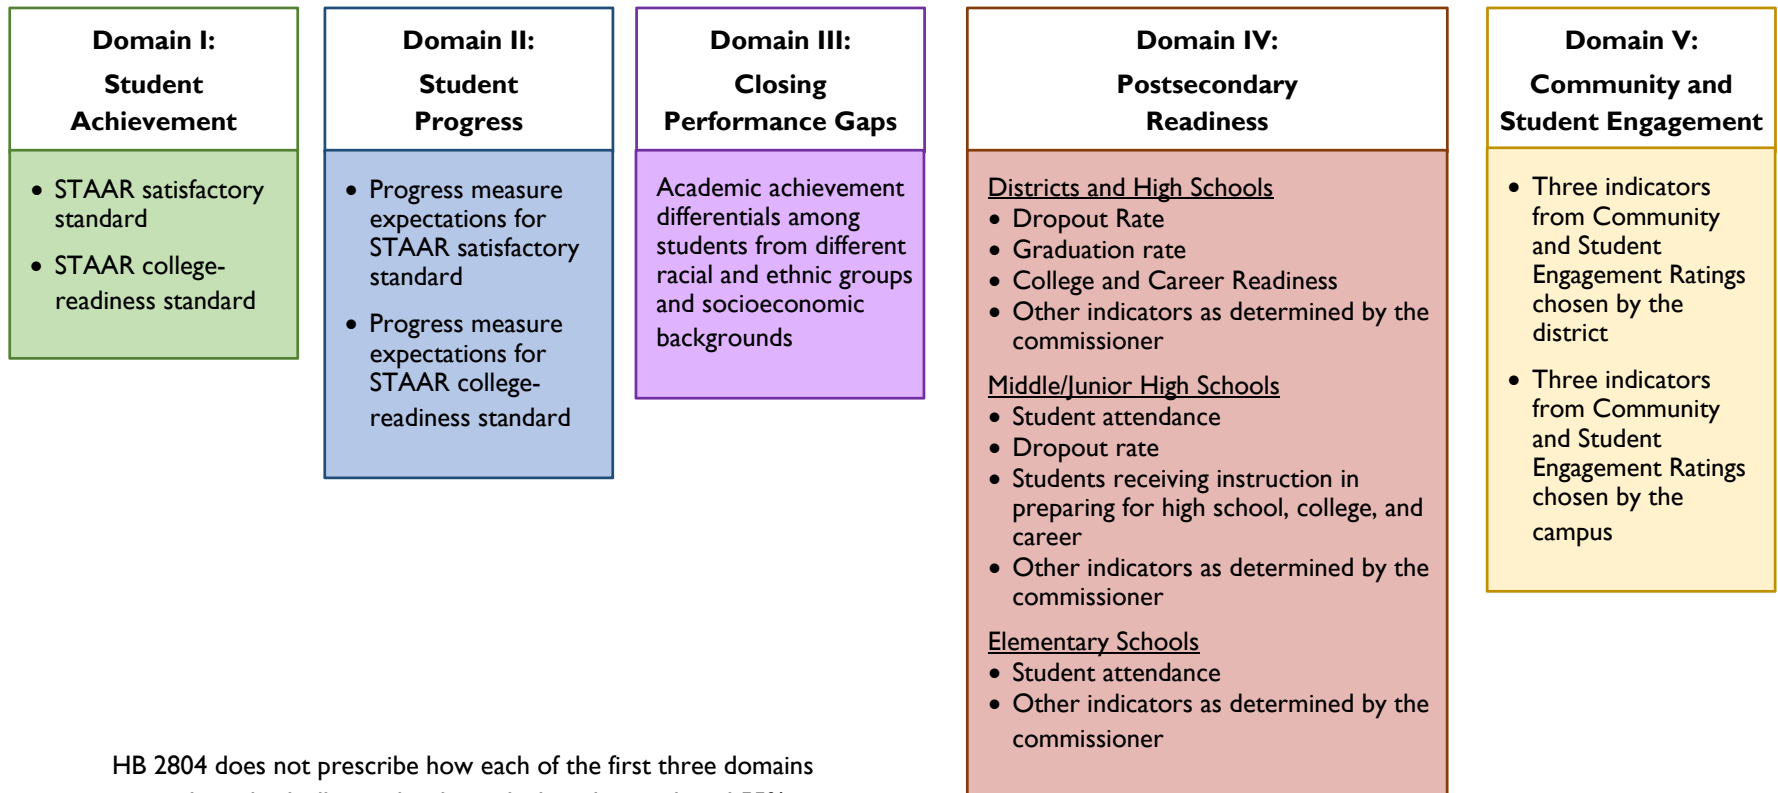 Domain I:
Student
Achievement
• STAAR satisfactory
standard
• STAAR college-
readiness standard
Domain II:
Student
Progress
• Progress measure
expectations for
STAAR satisfactory
standard
• Progress measure
expectations for
STAAR college-
readiness standard
Domain III:
Closing
Performance Gaps
Academic achievement
differentials among
students from different
racial and ethnic groups
and socioeconomic
backgrounds
Domain IV:
Postsecondary
Readiness
Districts and High Schools
• Dropout Rate
• Graduation rate
• College and Career Readiness
• Other indicators as determined by the
commissioner
Middle/Junior High Schools
• Student attendance
• Dropout rate
• Students receiving instruction in
preparing for high school, college, and
career
• Other indicators as determined by the
commissioner
Elementary Schools
• Student attendance
• Other indicators as determined by the
commissioner
Domain V:
Community and
Student Engagement
• Three indicators
from Community
and Student
Engagement Ratings
chosen by the
district
• Three indicators
from Community
and Student
Engagement Ratings
chosen by the
campus
HB 2804 does not prescribe how each of the first three domains